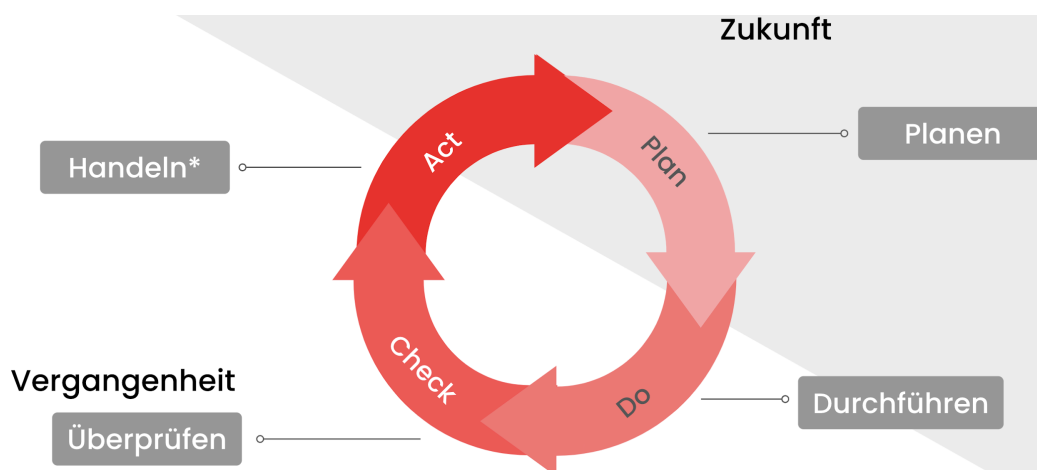 Zukunft
Act
Plan
Planen
Handeln*
Check
Do
Vergangenheit
Durchführen
Überprüfen